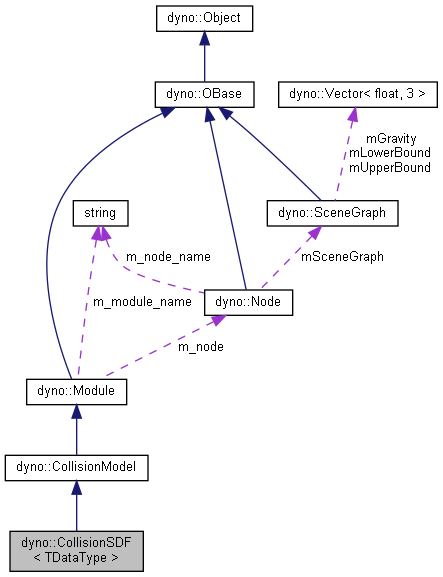 dyno::Object
dyno::OBase
dyno::Vector< float, 3 >
mGravity
mLowerBound
mUpperBound
string
dyno::SceneGraph
m_node_name
mSceneGraph
m_module_name
dyno::Node
m_node
dyno::Module
dyno::CollisionModel
dyno::CollisionSDF
< TDataType >